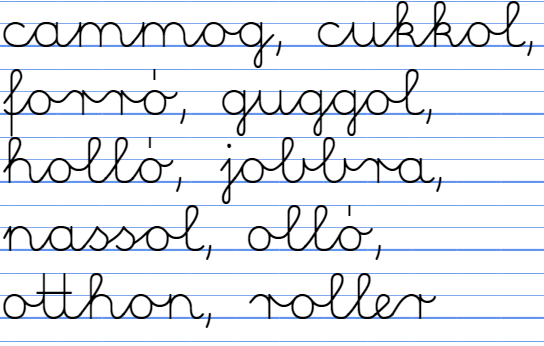 cammog, cukkol,
forró, guggol,
holló, jobbra,
nassol, olló,
otthon, roller